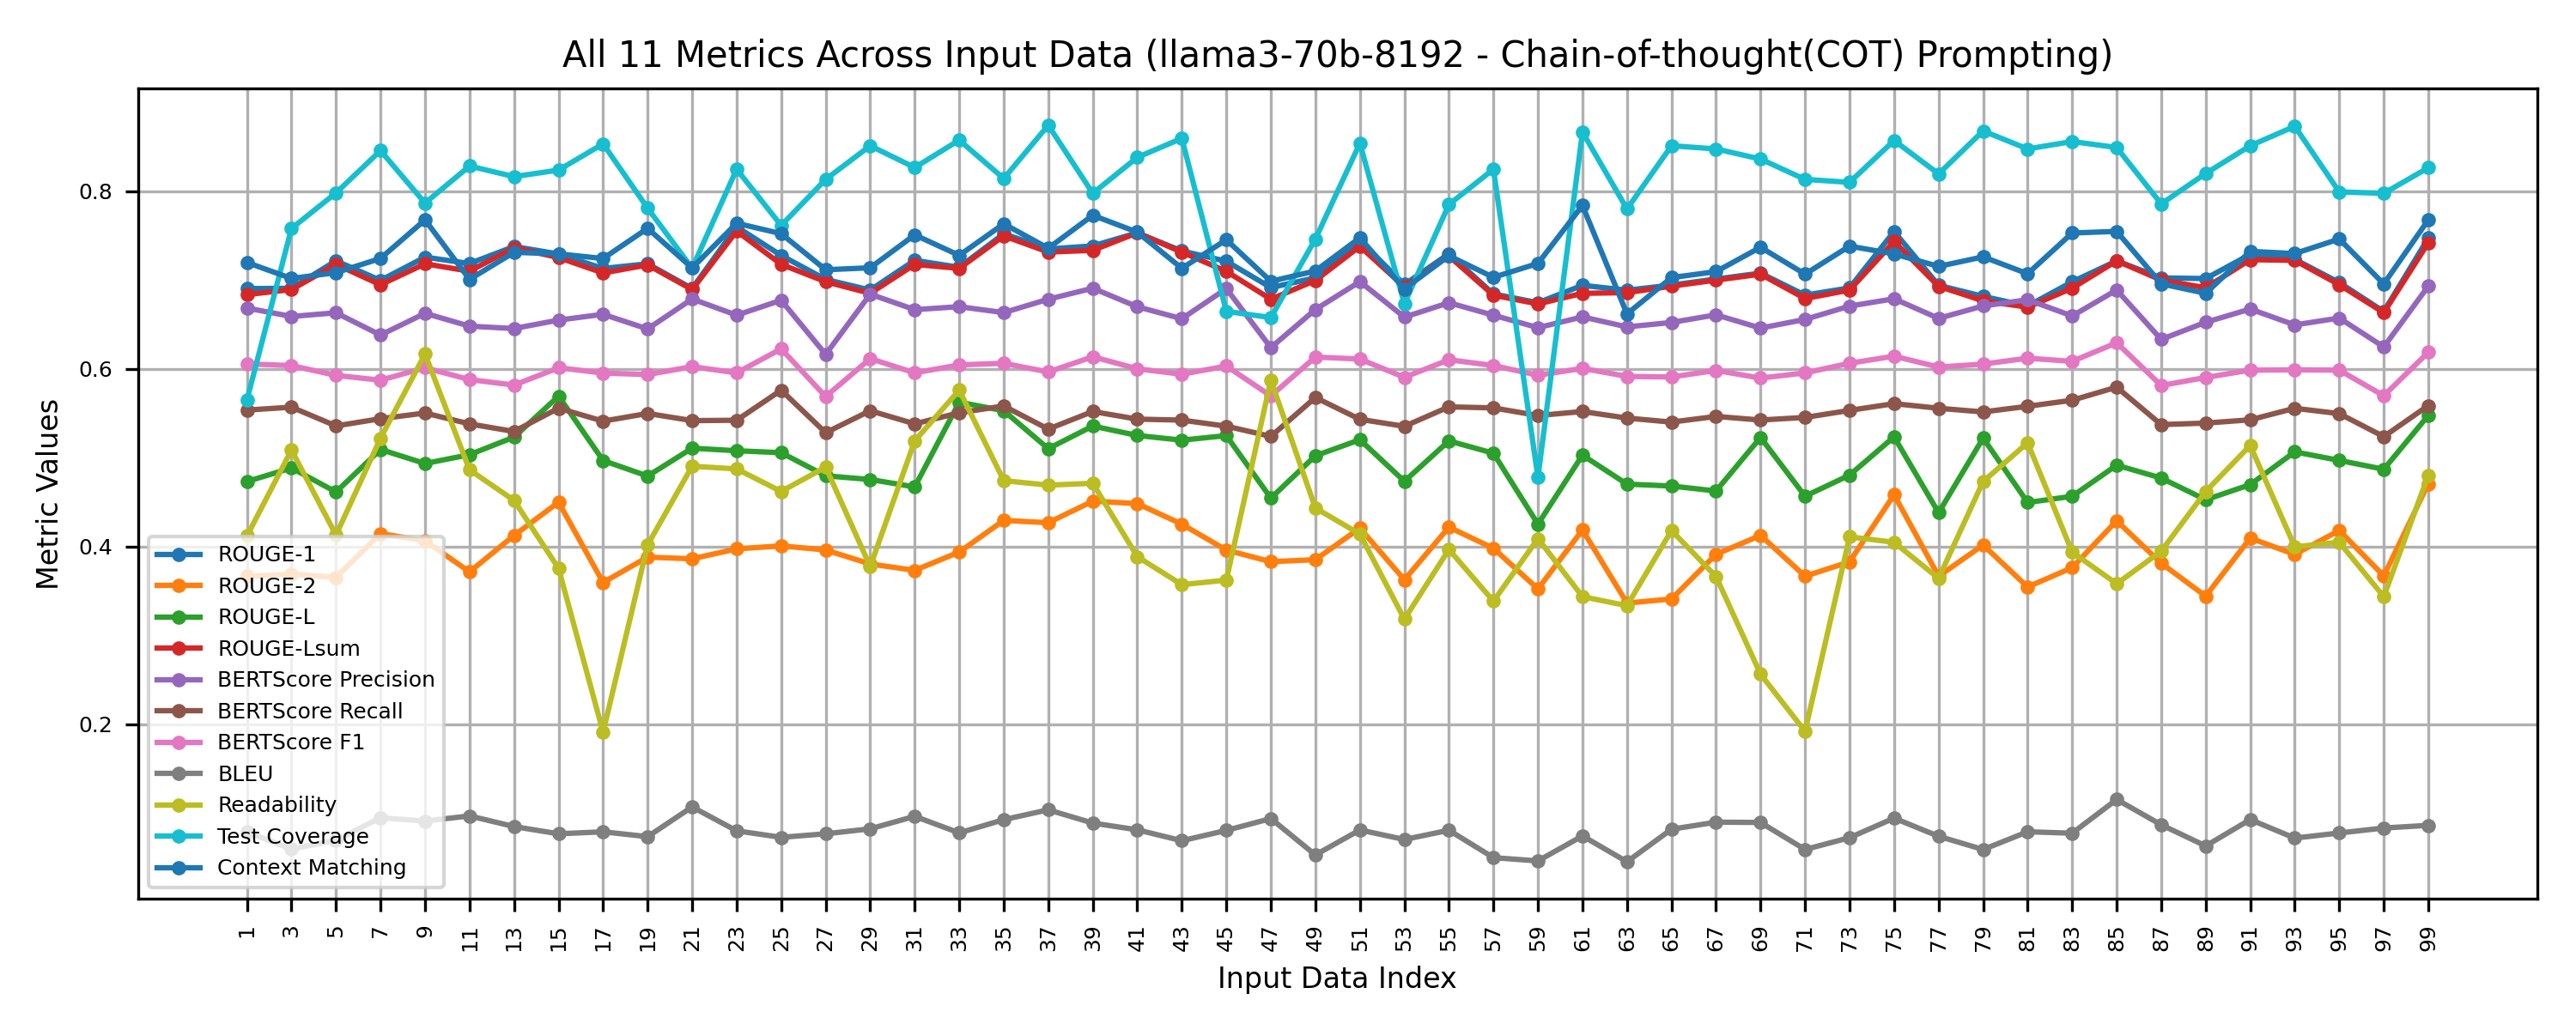 All 11 Metrics Across Input Data (llama3-70b-8192 - Chain-of-thought(COT) Prompting)
Metric Values
0.8
0.6
0.4
0.2
ROUGE-1
ROUGE-2
ROUGE-L
ROUGE-Lsum
BERTScore Precision
BERTScore Recall
BERTScore F1
BLEU
Readability
Test Coverage
Context Matching
1 3 5 7 9 11 13 15 17 19 21 23 25 27 29 31 33 35 37 39 41 43 45 47 49 51 53 55 57 59 61 63 65 67 69 71 73 75 77 79 81 83 85 87 89 91 93 95 97 99
Input Data Index